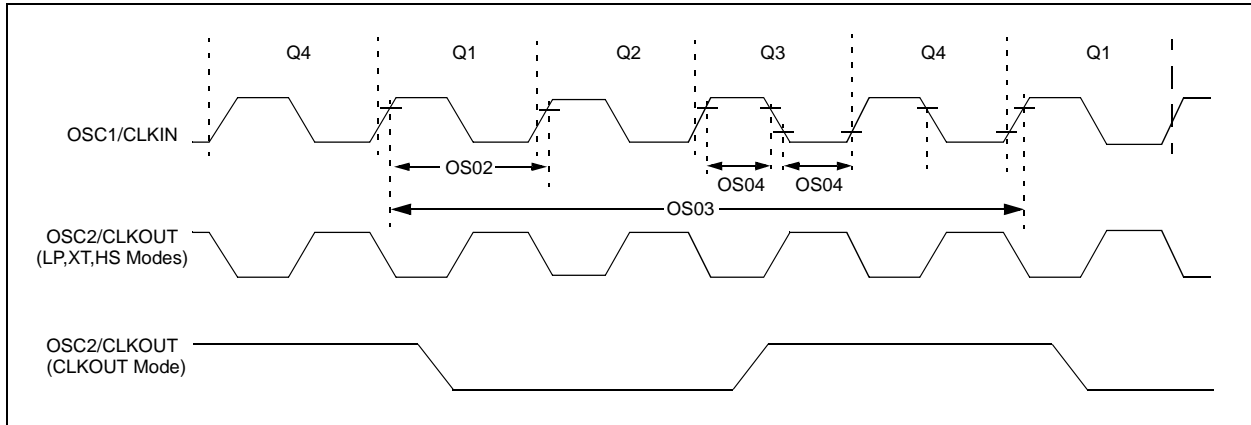 Q4 Q1 Q2 Q3 Q4 Q1
OSC1/CLKIN
OS02
OS04 OS04
OS03
OSC2/CLKOUT
(LP,XT,HS Modes)
OSC2/CLKOUT
(CLKOUT Mode)